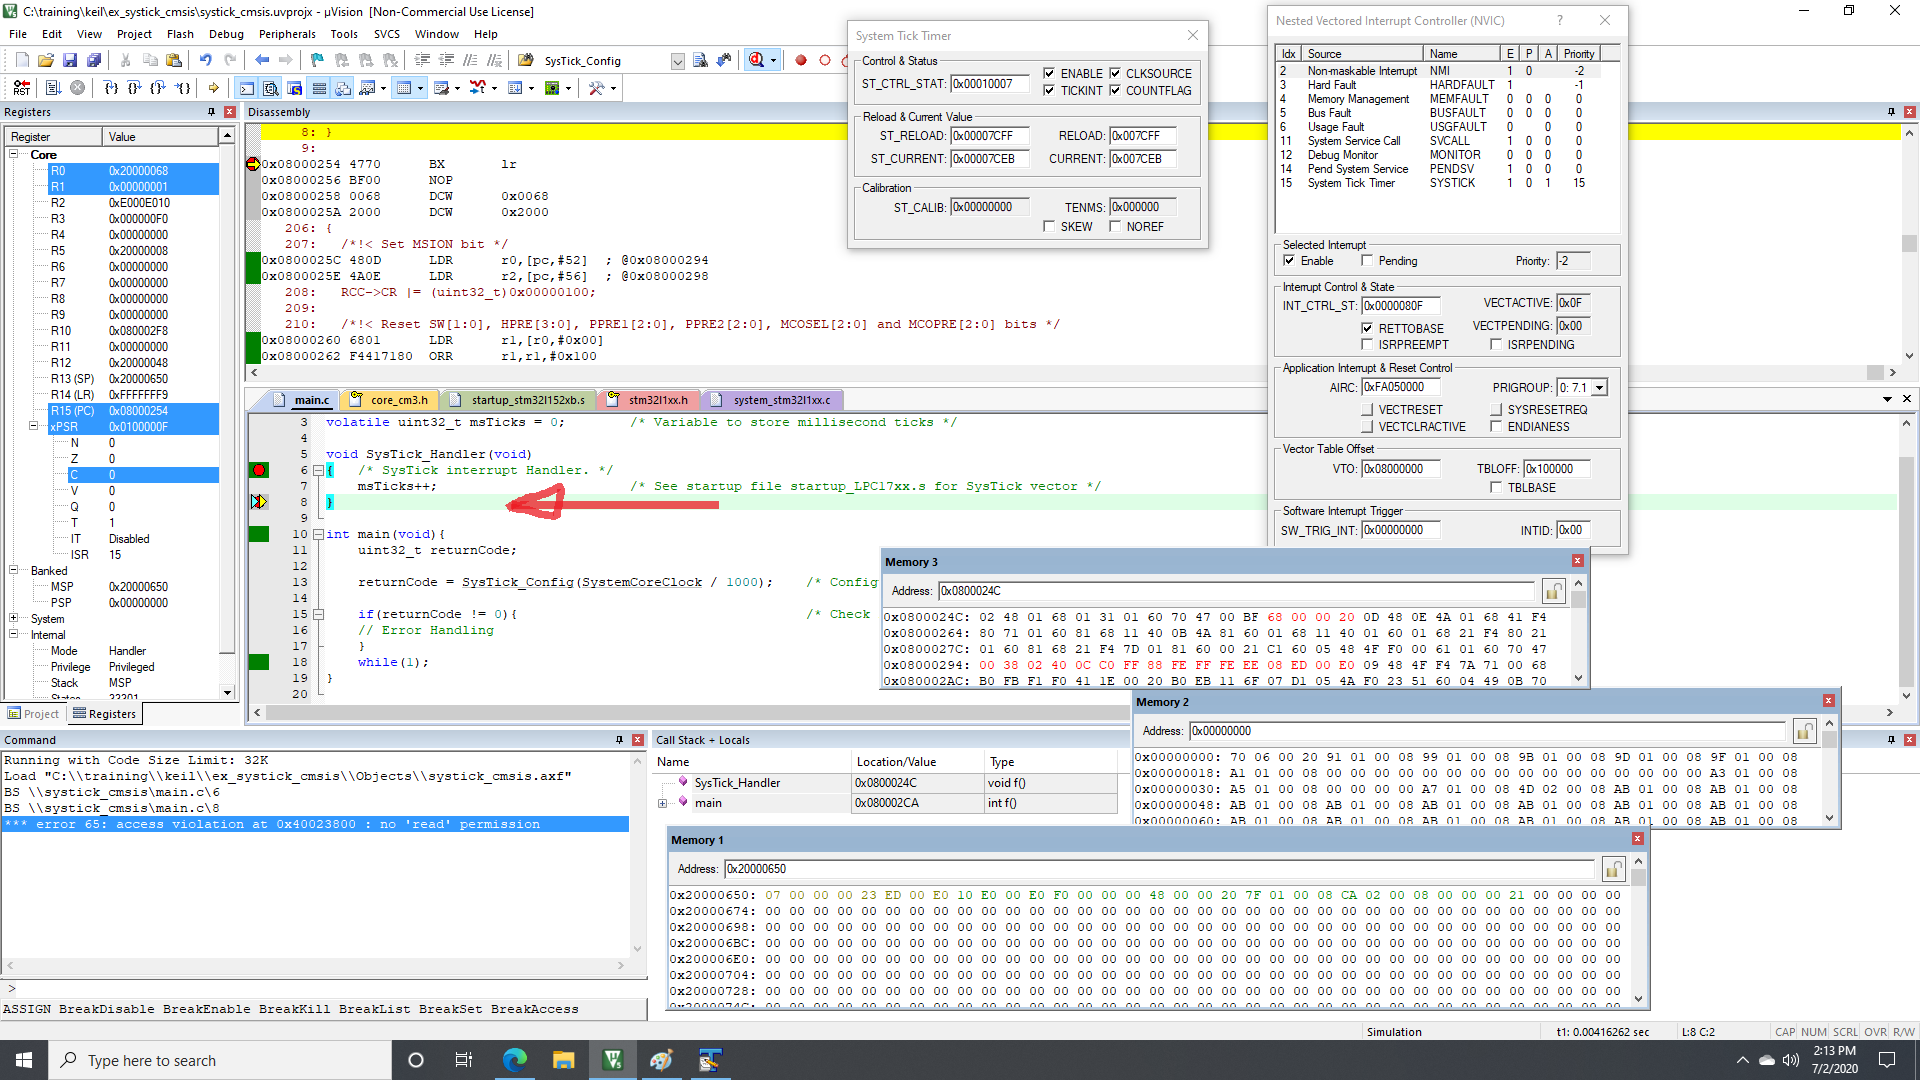 C:\training\keil\ex_systick_cmsis\systick_cmsis.uvprojx - µVision  [Non-Commercial Use License]
File Edit View Project Flash Debug Peripherals Tools SVCS Window Help
SysTick_Config
RST
Registers
Register Value
Core
R0 0x20000068
R1 0x00000001
R2 0xE000E010
R3 0x000000F0
R4 0x00000000
R5 0x20000008
R6 0x00000000
R7 0x00000000
R8 0x00000000
R9 0x00000000
R10 0x080002F8
R11 0x00000000
R12 0x20000048
R13 (SP) 0x20000650
R14 (LR) 0xFFFFFFF9
R15 (PC) 0x08000254
xPSR 0x0100000F
N 0
Z 0
C 0
V 0
Q 0
T 1
IT Disabled
ISR 15
Banked
MSP 0x20000650
PSP 0x00000000
System
Internal
Mode Handler
Privilege Privileged
Stack MSP
States 33301
Project Registers
Disassembly
8: }
9:
0x08000254 4770 BX lr
0x08000256 BF00 NOP
0x08000258 0068 DCW 0x0068
0x0800025A 2000 DCW 0x2000
206: {
207: /*!< Set MSION bit */
0x0800025C 480D LDR r0,[pc,#52] ; @0x08000294
0x0800025E 4A0E LDR r2,[pc,#56] ; @0x08000298
208: RCC->CR |= (uint32_t)0x00000100;
209:
210: /*!< Reset SW[1:0], HPRE[3:0], PPRE1[2:0], PPRE2[2:0], MCOSEL[2:0] and MCOPRE[2:0] bits */
0x08000260 6801 LDR r1,[r0,#0x00]
0x08000262 F4417180 ORR r1,r1,#0x100
main.c core_cm3.h startup_stm32l152xb.s stm32l1xx.h system_stm32l1xx.c
3 volatile uint32_t msTicks = 0; /* Variable to store millisecond ticks */
4
5 void SysTick_Handler(void)
6 { /* SysTick interrupt Handler. */
7 msTicks++; /* See startup file startup_LPC17xx.s for SysTick vector */
8 }
9
10 int main(void){
11 uint32_t returnCode;
12
13 returnCode = SysTick_Config(SystemCoreClock / 1000); /* Config
14
15 if(returnCode != 0){ /* Check
16 // Error Handling
17 }
18 while(1);
19 }
20
System Tick Timer
Control & Status
ST_CTRL_STAT: 0x00010007 ENABLE CLKSOURCE
TICKINT COUNTFLAG
Reload & Current Value
ST_RELOAD: 0x00007CFF RELOAD: 0x007CFF
ST_CURRENT: 0x00007CEB CURRENT: 0x007CEB
Calibration
ST_CALIB: 0x00000000 TENMS: 0x000000
SKEW NOREF
Nested Vectored Interrupt Controller (NVIC)
Idx Source Name E P A Priority
2 Non-maskable Interrupt NMI 1 0 -2
3 Hard Fault HARDFAULT 1 -1
4 Memory Management MEMFAULT 0 0 0 0
5 Bus Fault BUSFAULT 0 0 0 0
6 Usage Fault USGFAULT 0 0 0 0
11 System Service Call SVCALL 1 0 0 0
12 Debug Monitor MONITOR 0 0 0 0
14 Pend System Service PENDSV 1 0 0 0
15 System Tick Timer SYSTICK 1 0 1 15
Selected Interrupt
Enable Pending Priority: -2
Interrupt Control & State
INT_CTRL_ST: 0x0000080F VECTACTIVE: 0x0F
RETTOBASE VECTPENDING: 0x00
ISRPREEMPT ISRPENDING
Application Interrupt & Reset Control
AIRC: 0xFA050000 PRIGROUP: 0: 7.1
VECTRESET SYSRESETREQ
VECTCLRACTIVE ENDIANESS
Vector Table Offset
VTO: 0x08000000 TBLOFF: 0x100000
TBLBASE
Software Interrupt Trigger
SW_TRIG_INT: 0x00000000 INTID: 0x00
Memory 3
Address: 0x0800024C
0x0800024C: 02 48 01 68 01 31 01 60 70 47 00 BF 68 00 00 20 0D 48 0E 4A 01 68 41 F4
0x08000264: 80 71 01 60 81 68 11 40 0B 4A 81 60 01 68 11 40 01 60 01 68 21 F4 80 21
0x0800027C: 01 60 81 68 21 F4 7D 01 81 60 00 21 C1 60 05 48 4F F0 00 61 01 60 70 47
0x08000294: 00 38 02 40 0C C0 FF 88 FE FF FE EE 08 ED 00 E0 09 48 4F F4 7A 71 00 68
0x080002AC: B0 FB F1 F0 41 1E 00 20 B0 EB 11 6F 07 D1 05 4A F0 23 51 60 04 49 0B 70
Memory 2
Address: 0x00000000
0x00000000: 70 06 00 20 91 01 00 08 99 01 00 08 9B 01 00 08 9D 01 00 08 9F 01 00 08
0x00000018: A1 01 00 08 00 00 00 00 00 00 00 00 00 00 00 00 00 00 00 00 A3 01 00 08
0x00000030: A5 01 00 08 00 00 00 00 A7 01 00 08 4D 02 00 08 AB 01 00 08 AB 01 00 08
0x00000048: AB 01 00 08 AB 01 00 08 AB 01 00 08 AB 01 00 08 AB 01 00 08 AB 01 00 08
0x00000060: AB 01 00 08 AB 01 00 08 AB 01 00 08 AB 01 00 08 AB 01 00 08 AB 01 00 08
Command
Running with Code Size Limit: 32K
Load "C:\\training\\keil\\ex_systick_cmsis\\Objects\\systick_cmsis.axf"
BS \\systick_cmsis\main.c\6
BS \\systick_cmsis\main.c\8
*** error 65: access violation at 0x40023800 : no 'read' permission
>
ASSIGN BreakDisable BreakEnable BreakKill BreakList BreakSet BreakAccess
Call Stack + Locals
Name Location/Value Type
SysTick_Handler 0x0800024C void f()
main 0x080002CA int f()
Memory 1
Address: 0x20000650
0x20000650: 07 00 00 00 23 ED 00 E0 10 E0 00 E0 F0 00 00 00 48 00 00 20 7F 01 00 08 CA 02 00 08 00 00 00 21 00 00 00 00
0x20000674: 00 00 00 00 00 00 00 00 00 00 00 00 00 00 00 00 00 00 00 00 00 00 00 00 00 00 00 00 00 00 00 00 00 00 00 00
0x20000698: 00 00 00 00 00 00 00 00 00 00 00 00 00 00 00 00 00 00 00 00 00 00 00 00 00 00 00 00 00 00 00 00 00 00 00 00
0x200006BC: 00 00 00 00 00 00 00 00 00 00 00 00 00 00 00 00 00 00 00 00 00 00 00 00 00 00 00 00 00 00 00 00 00 00 00 00
0x200006E0: 00 00 00 00 00 00 00 00 00 00 00 00 00 00 00 00 00 00 00 00 00 00 00 00 00 00 00 00 00 00 00 00 00 00 00 00
0x20000704: 00 00 00 00 00 00 00 00 00 00 00 00 00 00 00 00 00 00 00 00 00 00 00 00 00 00 00 00 00 00 00 00 00 00 00 00
0x20000728: 00 00 00 00 00 00 00 00 00 00 00 00 00 00 00 00 00 00 00 00 00 00 00 00 00 00 00 00 00 00 00 00 00 00 00 00
0x2000074C: 00 00 00 00 00 00 00 00 00 00 00 00 00 00 00 00 00 00 00 00 00 00 00 00 00 00 00 00 00 00 00 00 00 00 00 00
Simulation t1: 0.00416262 sec L:8 C:2 CAP NUM SCRL OVR R/W
Type here to search
2:13 PM
7/2/2020